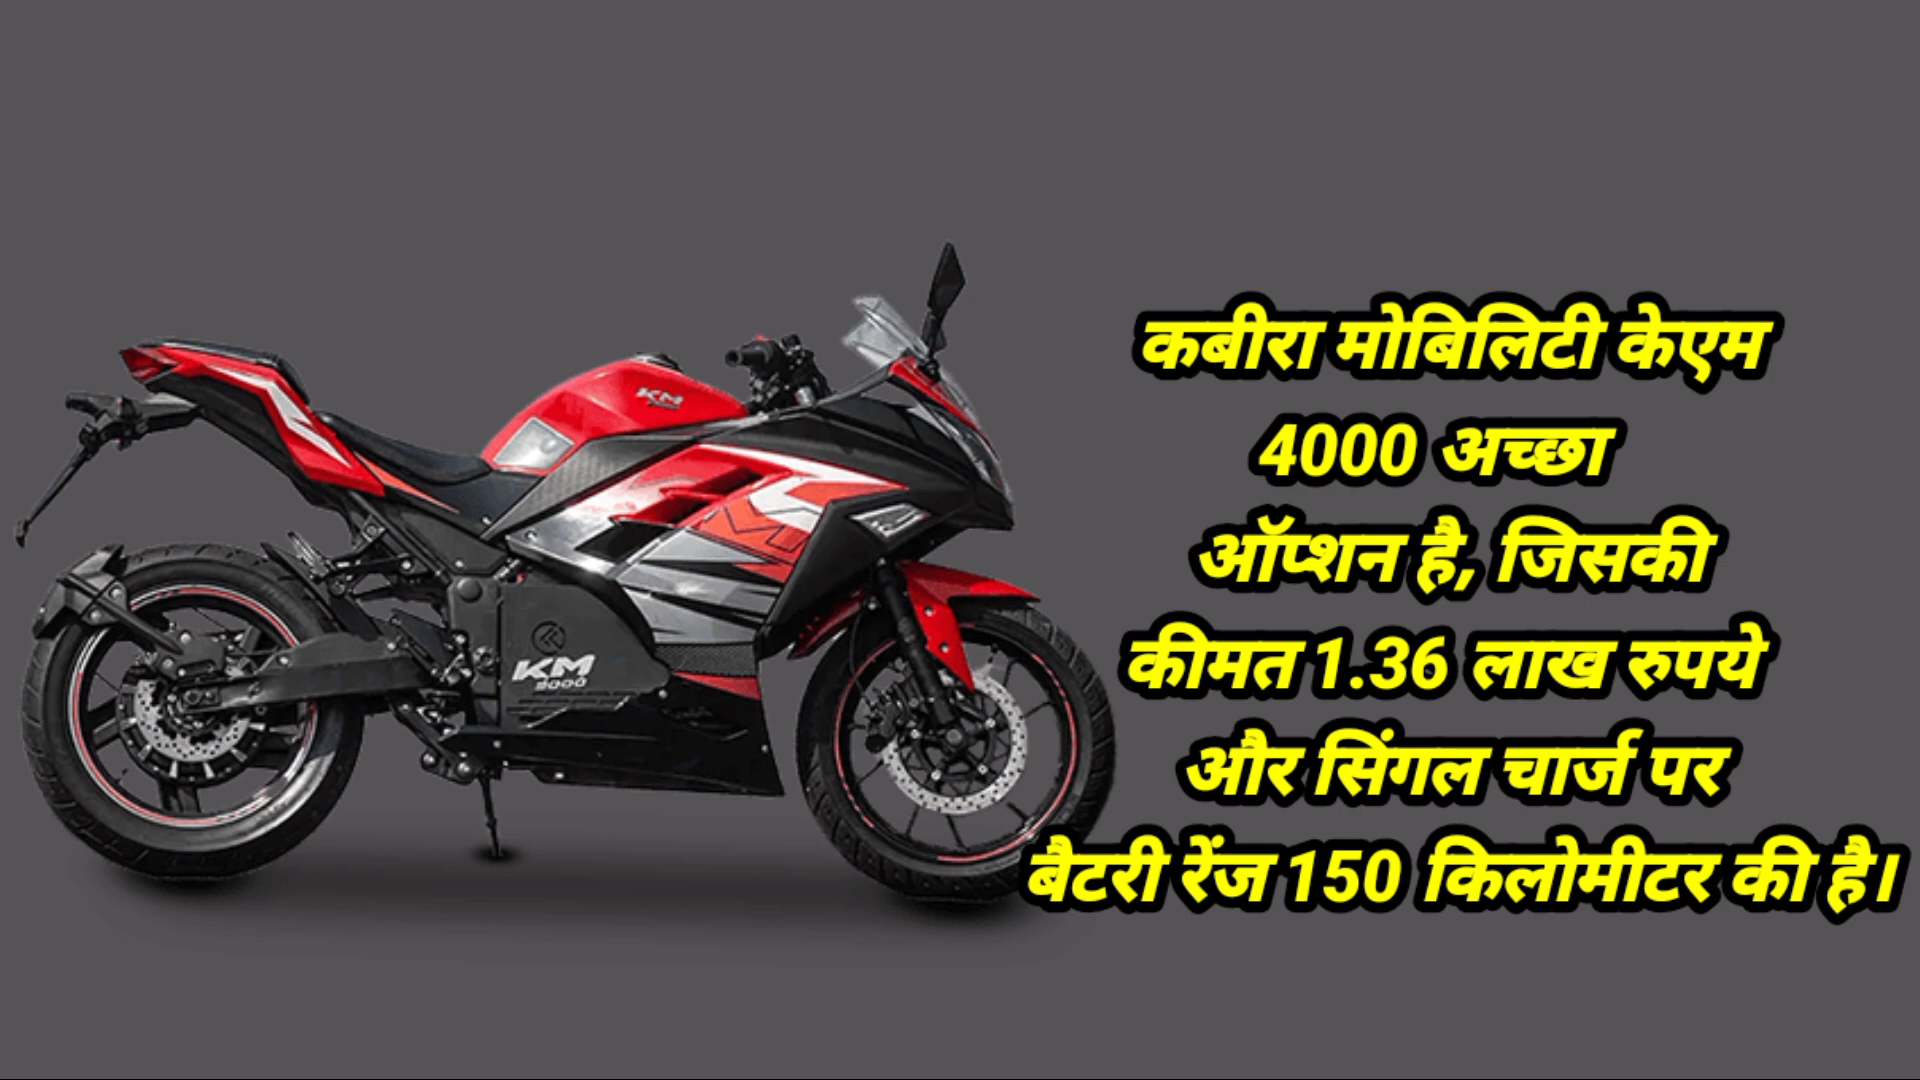 कबीरा मोबिलिटी केएम
4000 अच्छा
ऑप्शन है, जिसकी
कीमत 1.36 लाख रुपये
और सिंगल चार्ज पर
बैटरी रेंज 150 किलोमीटर की है।
KM
KM
3000